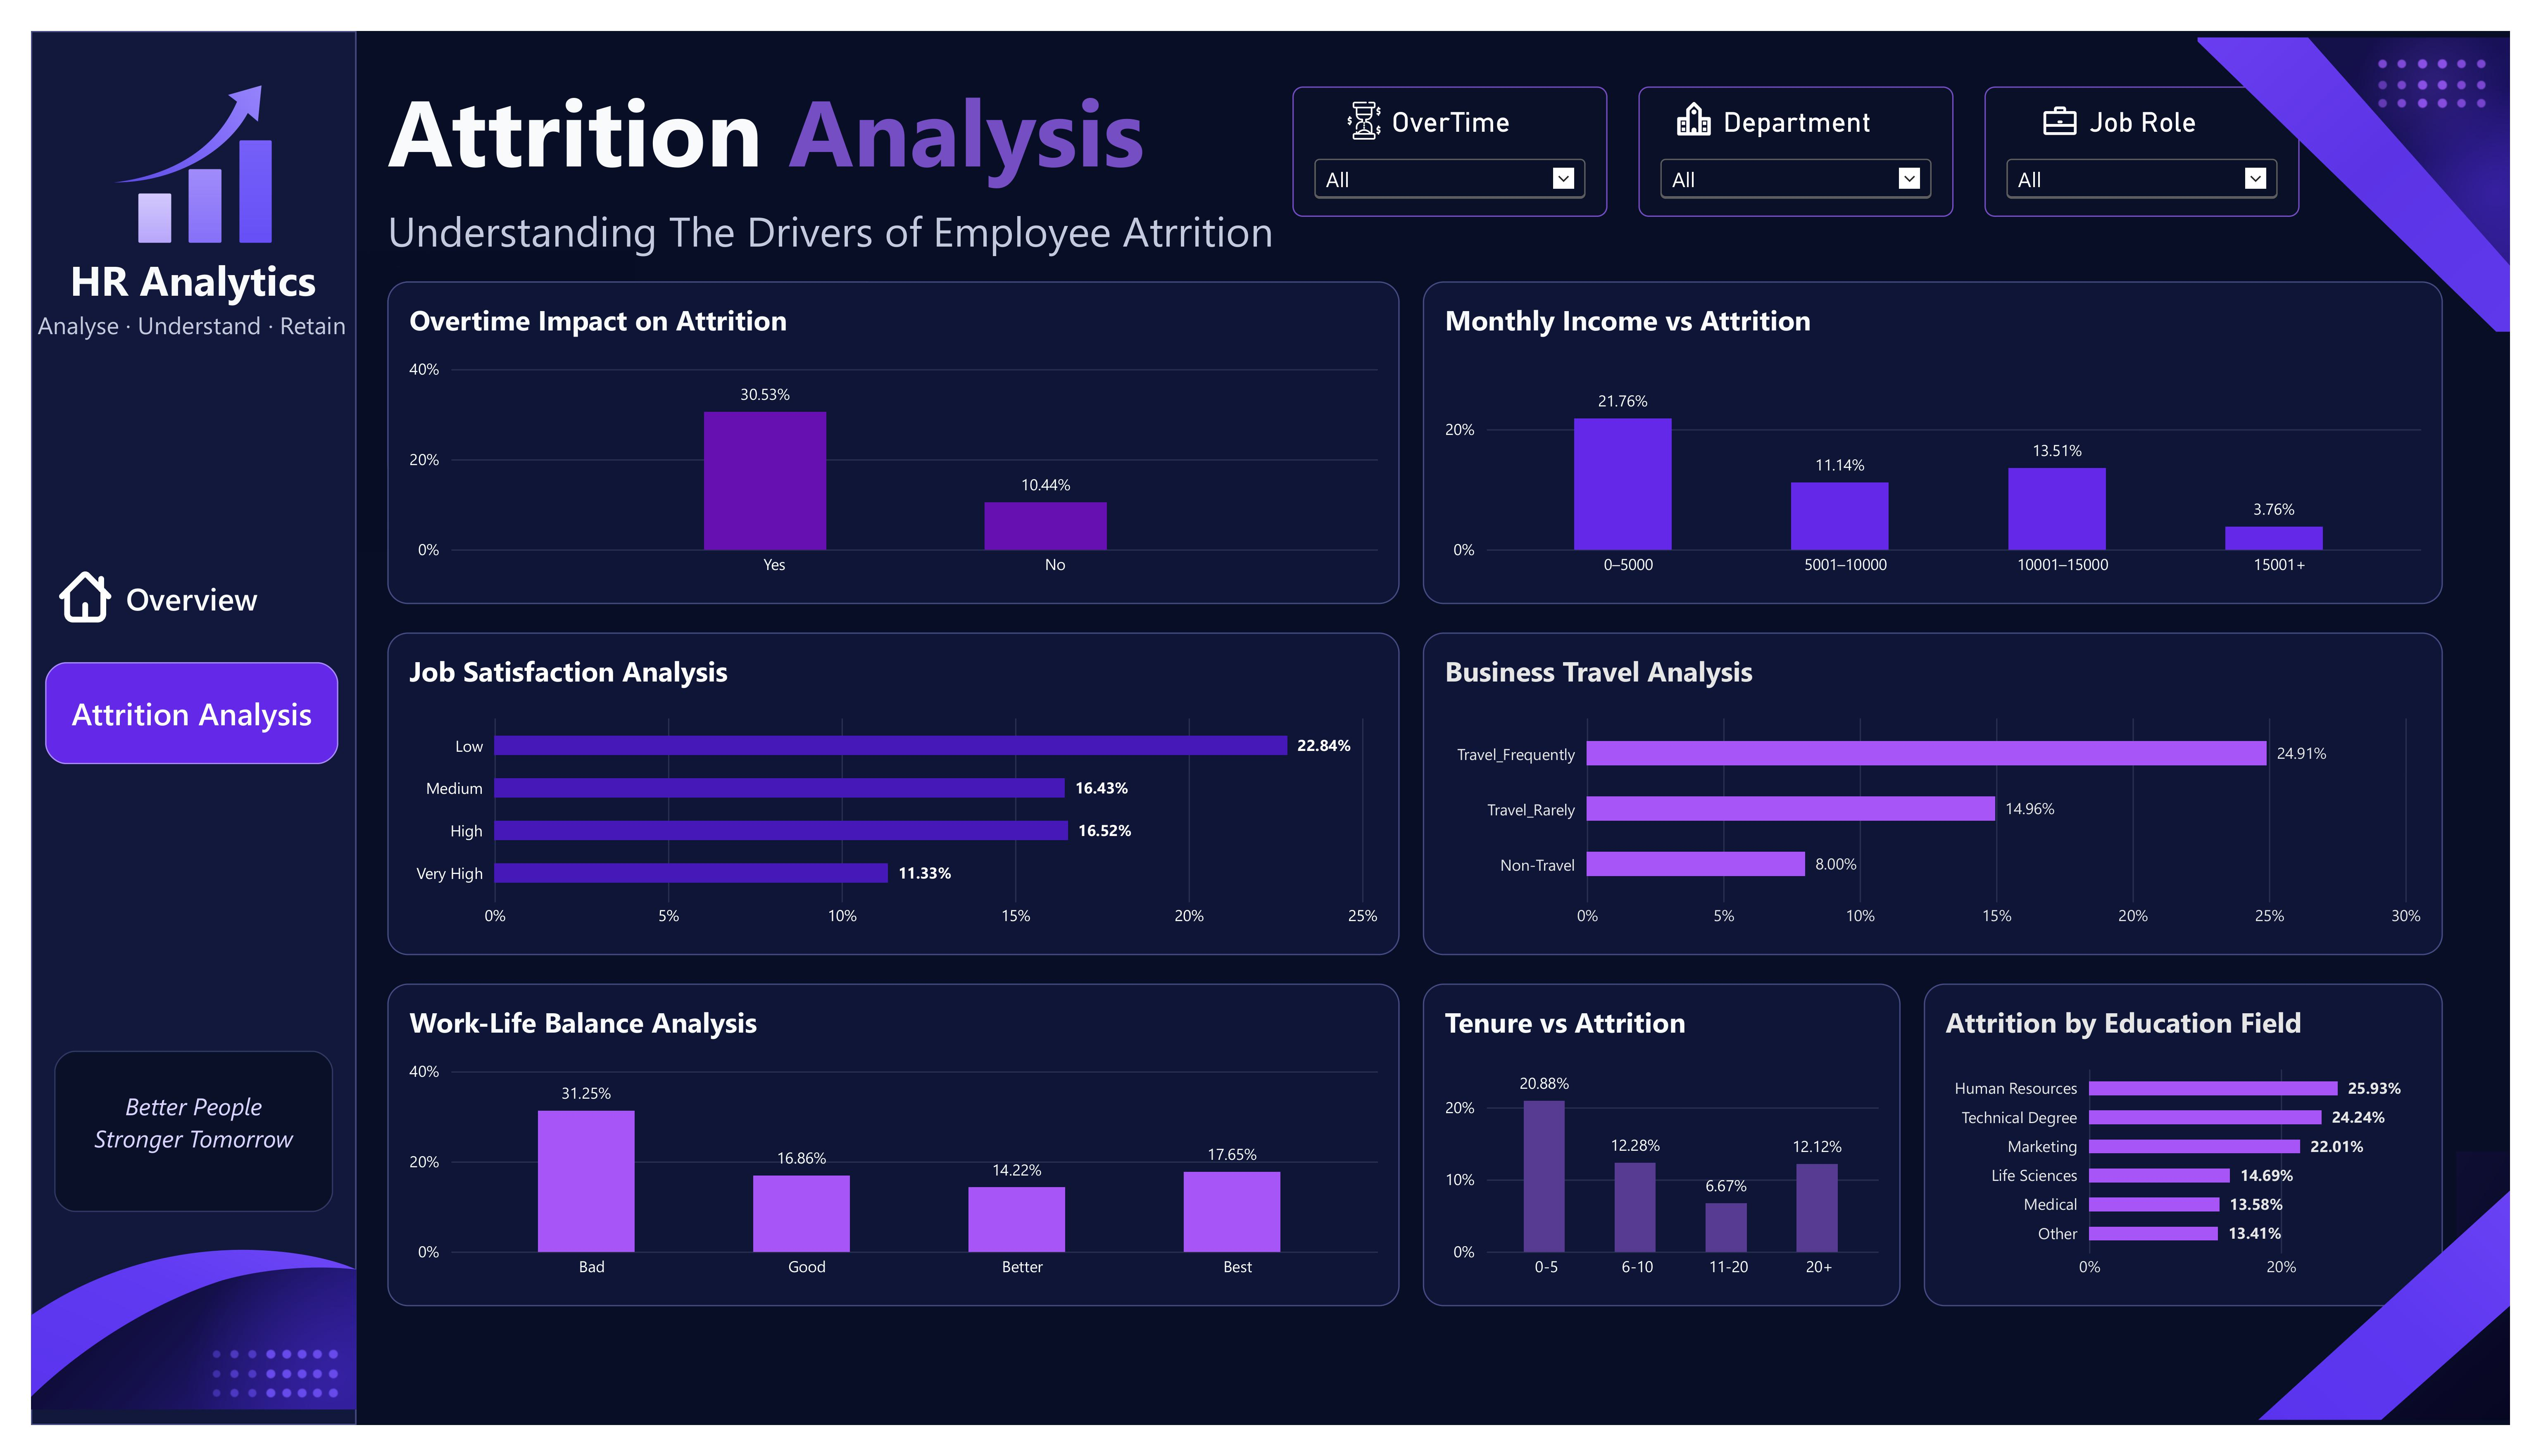 HR Analytics
Analyse · Understand · Retain
Overview
Attrition Analysis
Better People
Stronger Tomorrow
Attrition Analysis
Understanding The Drivers of Employee Atrrition
OverTime
All
Department
All
Job Role
All
Overtime Impact on Attrition
40%
20%
0%
30.53%
10.44%
Yes
No
Monthly Income vs Attrition
20%
0%
21.76%
11.14%
13.51%
3.76%
0–5000
5001–10000
10001–15000
15001+
Job Satisfaction Analysis
Low 22.84%
Medium 16.43%
High 16.52%
Very High 11.33%
0% 5% 10% 15% 20% 25%
Business Travel Analysis
Travel_Frequently 24.91%
Travel_Rarely 14.96%
Non-Travel 8.00%
0% 5% 10% 15% 20% 25% 30%
Work-Life Balance Analysis
40%
20%
0%
31.25%
16.86%
14.22%
17.65%
Bad
Good
Better
Best
Tenure vs Attrition
20%
10%
0%
20.88%
12.28%
6.67%
12.12%
0-5
6-10
11-20
20+
Attrition by Education Field
Human Resources 25.93%
Technical Degree 24.24%
Marketing 22.01%
Life Sciences 14.69%
Medical 13.58%
Other 13.41%
0% 20%